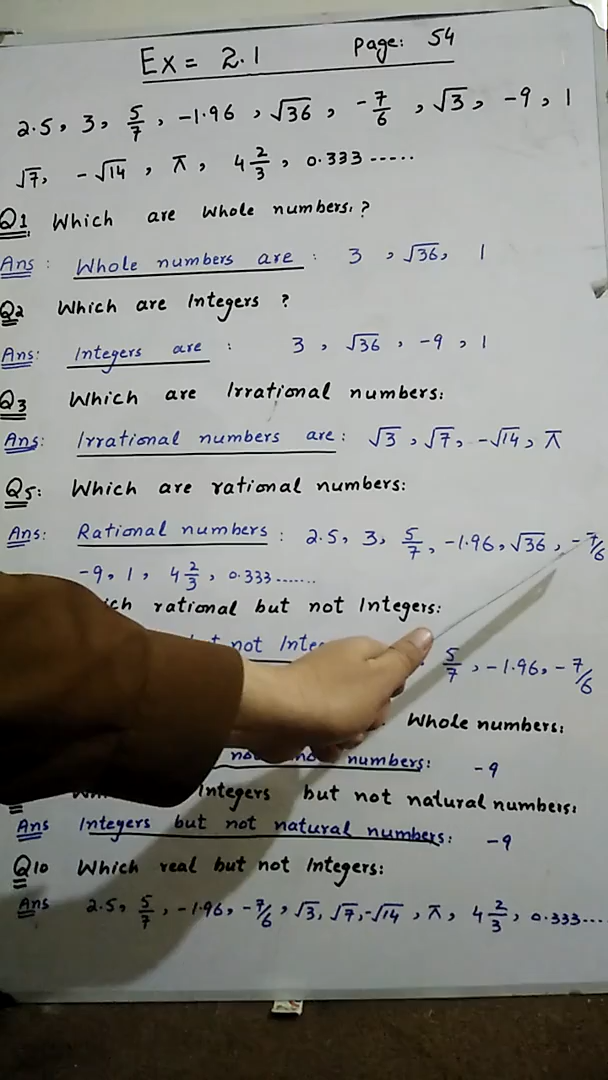 Ex = 2.1 Page: 54
2.5, 3, 5/7, -1.96, √36, -7/6, √3, -9, 1
√7, -√14, π, 4 2/3, 0.333.....
Q1 Which are Whole numbers.?
Ans: Whole numbers are: 3, √36, 1
Q2 Which are Integers?
Ans: Integers are: 3, √36, -9, 1
Q3 Which are Irrational numbers:
Ans: Irrational numbers are: √3, √7, -√14, π
Q5: Which are rational numbers:
Ans: Rational numbers: 2.5, 3, 5/7, -1.96, √36, -7/6
-9, 1, 4 2/3, 0.333.......
rational but not Integers:
not
5/7, -1.96, -7/6
Whole numbers:
numbers: -9
Integers but not natural numbers:
Ans Integers but not natural numbers: -9
Q10 Which real but not Integers:
Ans 2.5, 5/7, -1.96, -7/6, √3, √7, -√14, π, 4 2/3, 0.333...